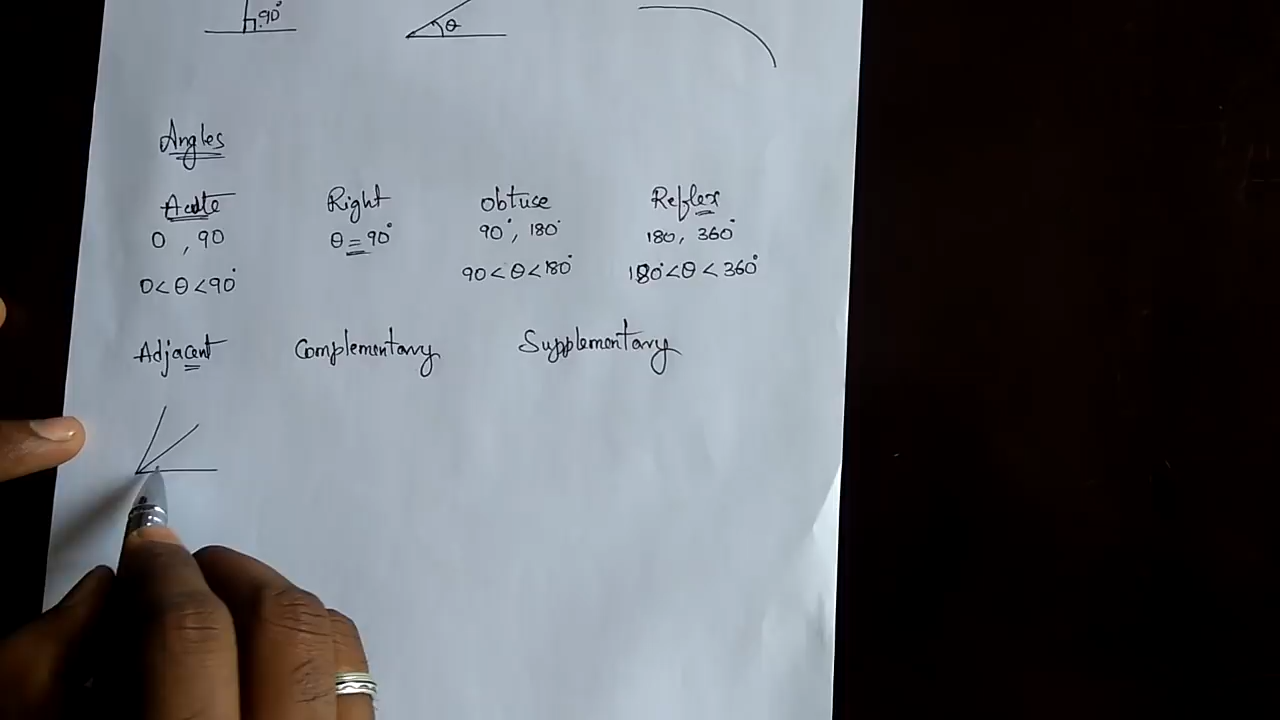 90°
θ
Angles
Acute Right Obtuse Reflex
0 , 90 θ = 90° 90°, 180° 180, 360°
0<θ<90° 90<θ<180° 180°<θ<360°
Adjacent Complementary Supplementary